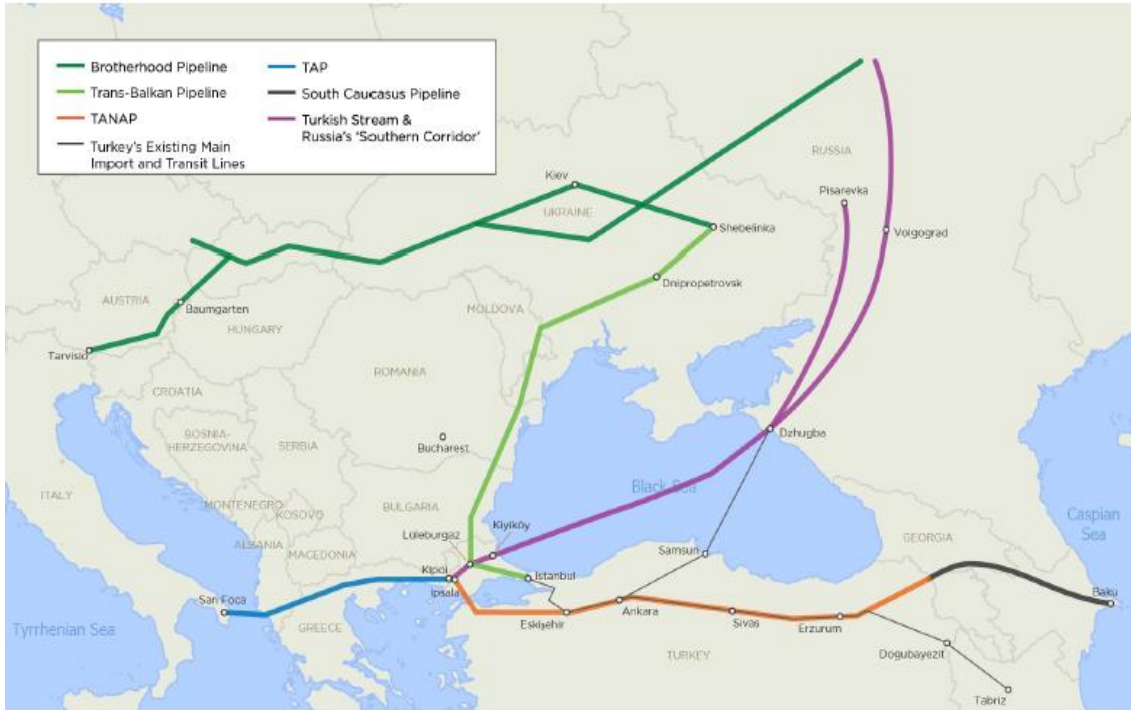 Brotherhood Pipeline
Trans-Balkan Pipeline
TANAP
Turkey's Existing Main
Import and Transit Lines
TAP
South Caucasus Pipeline
Turkish Stream &
Russia's 'Southern Corridor'
RUSSIA
Kiev
Pisarevka
UKRAINE
Shebelinka
Volgograd
Dnipropetrovsk
AUSTRIA
Baumgarten
MOLDOVA
HUNGARY
Tarvisio
ROMANIA
CROATIA
Dzhugba
BOSNIA-
HERZEGOVINA
SERBIA
Bucharest
ITALY
Black Sea
MONTENEGRO
KOSOVO
BULGARIA
Caspian
Sea
Lüleburgaz
Kiyiköy
GEORGIA
ALBANIA
MACEDONIA
Samsun
Kipoi
Istanbul
Ipsala
San Foca
Baku
Ankara
Eskişehir
Sivas
Erzurum
Tyrrhenian Sea
GREECE
TURKEY
Dogubayezit
Tabriz